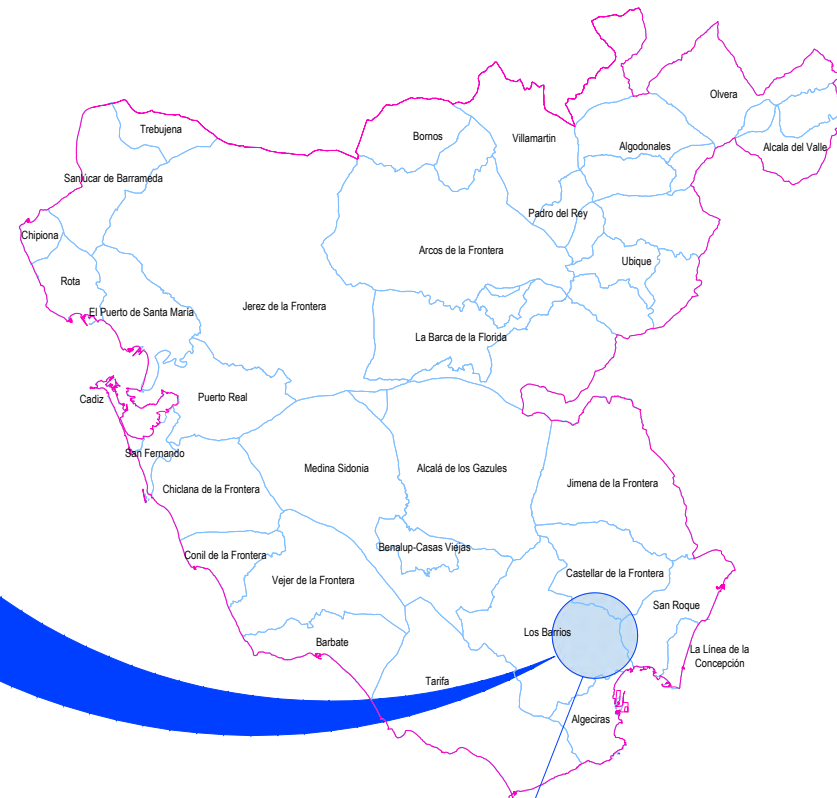 Olvera
Trebujena
Bornos
Villamartin
Algodonales
Alcala del Valle
Sanlúcar de Barrameda
Padro del Rey
Chipiona
Arcos de la Frontera
Ubique
Rota
El Puerto de Santa Maria
Jerez de la Frontera
La Barca de la Florida
Cadiz
Puerto Real
San Fernando
Medina Sidonia
Alcalá de los Gazules
Jimena de la Frontera
Chiclana de la Frontera
Conil de la Frontera
Benalup-Casas Viejas
Vejer de la Frontera
Castellar de la Frontera
San Roque
Los Barrios
Barbate
La Línea de la
Concepción
Tarifa
Algeciras